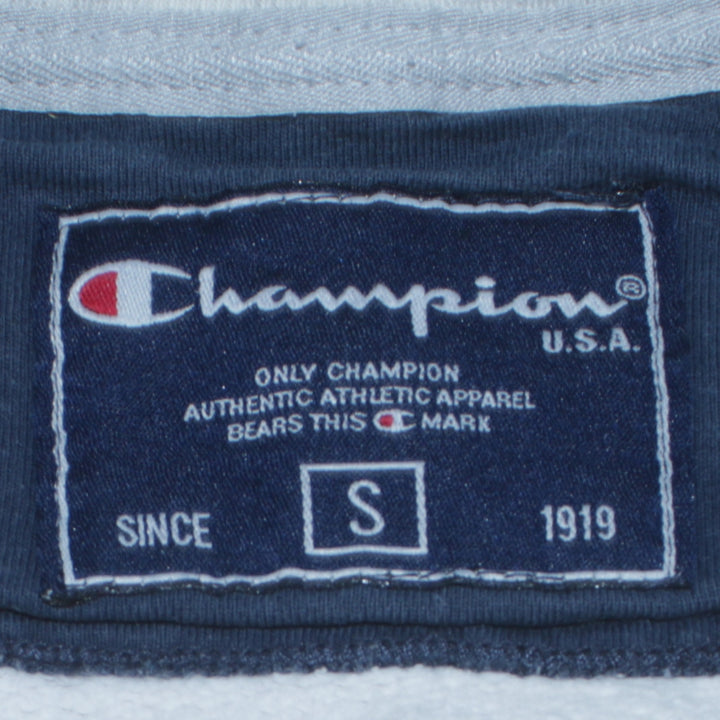 Champion®
U.S.A.
ONLY CHAMPION
AUTHENTIC ATHLETIC APPAREL
BEARS THIS C MARK
S
SINCE 1919